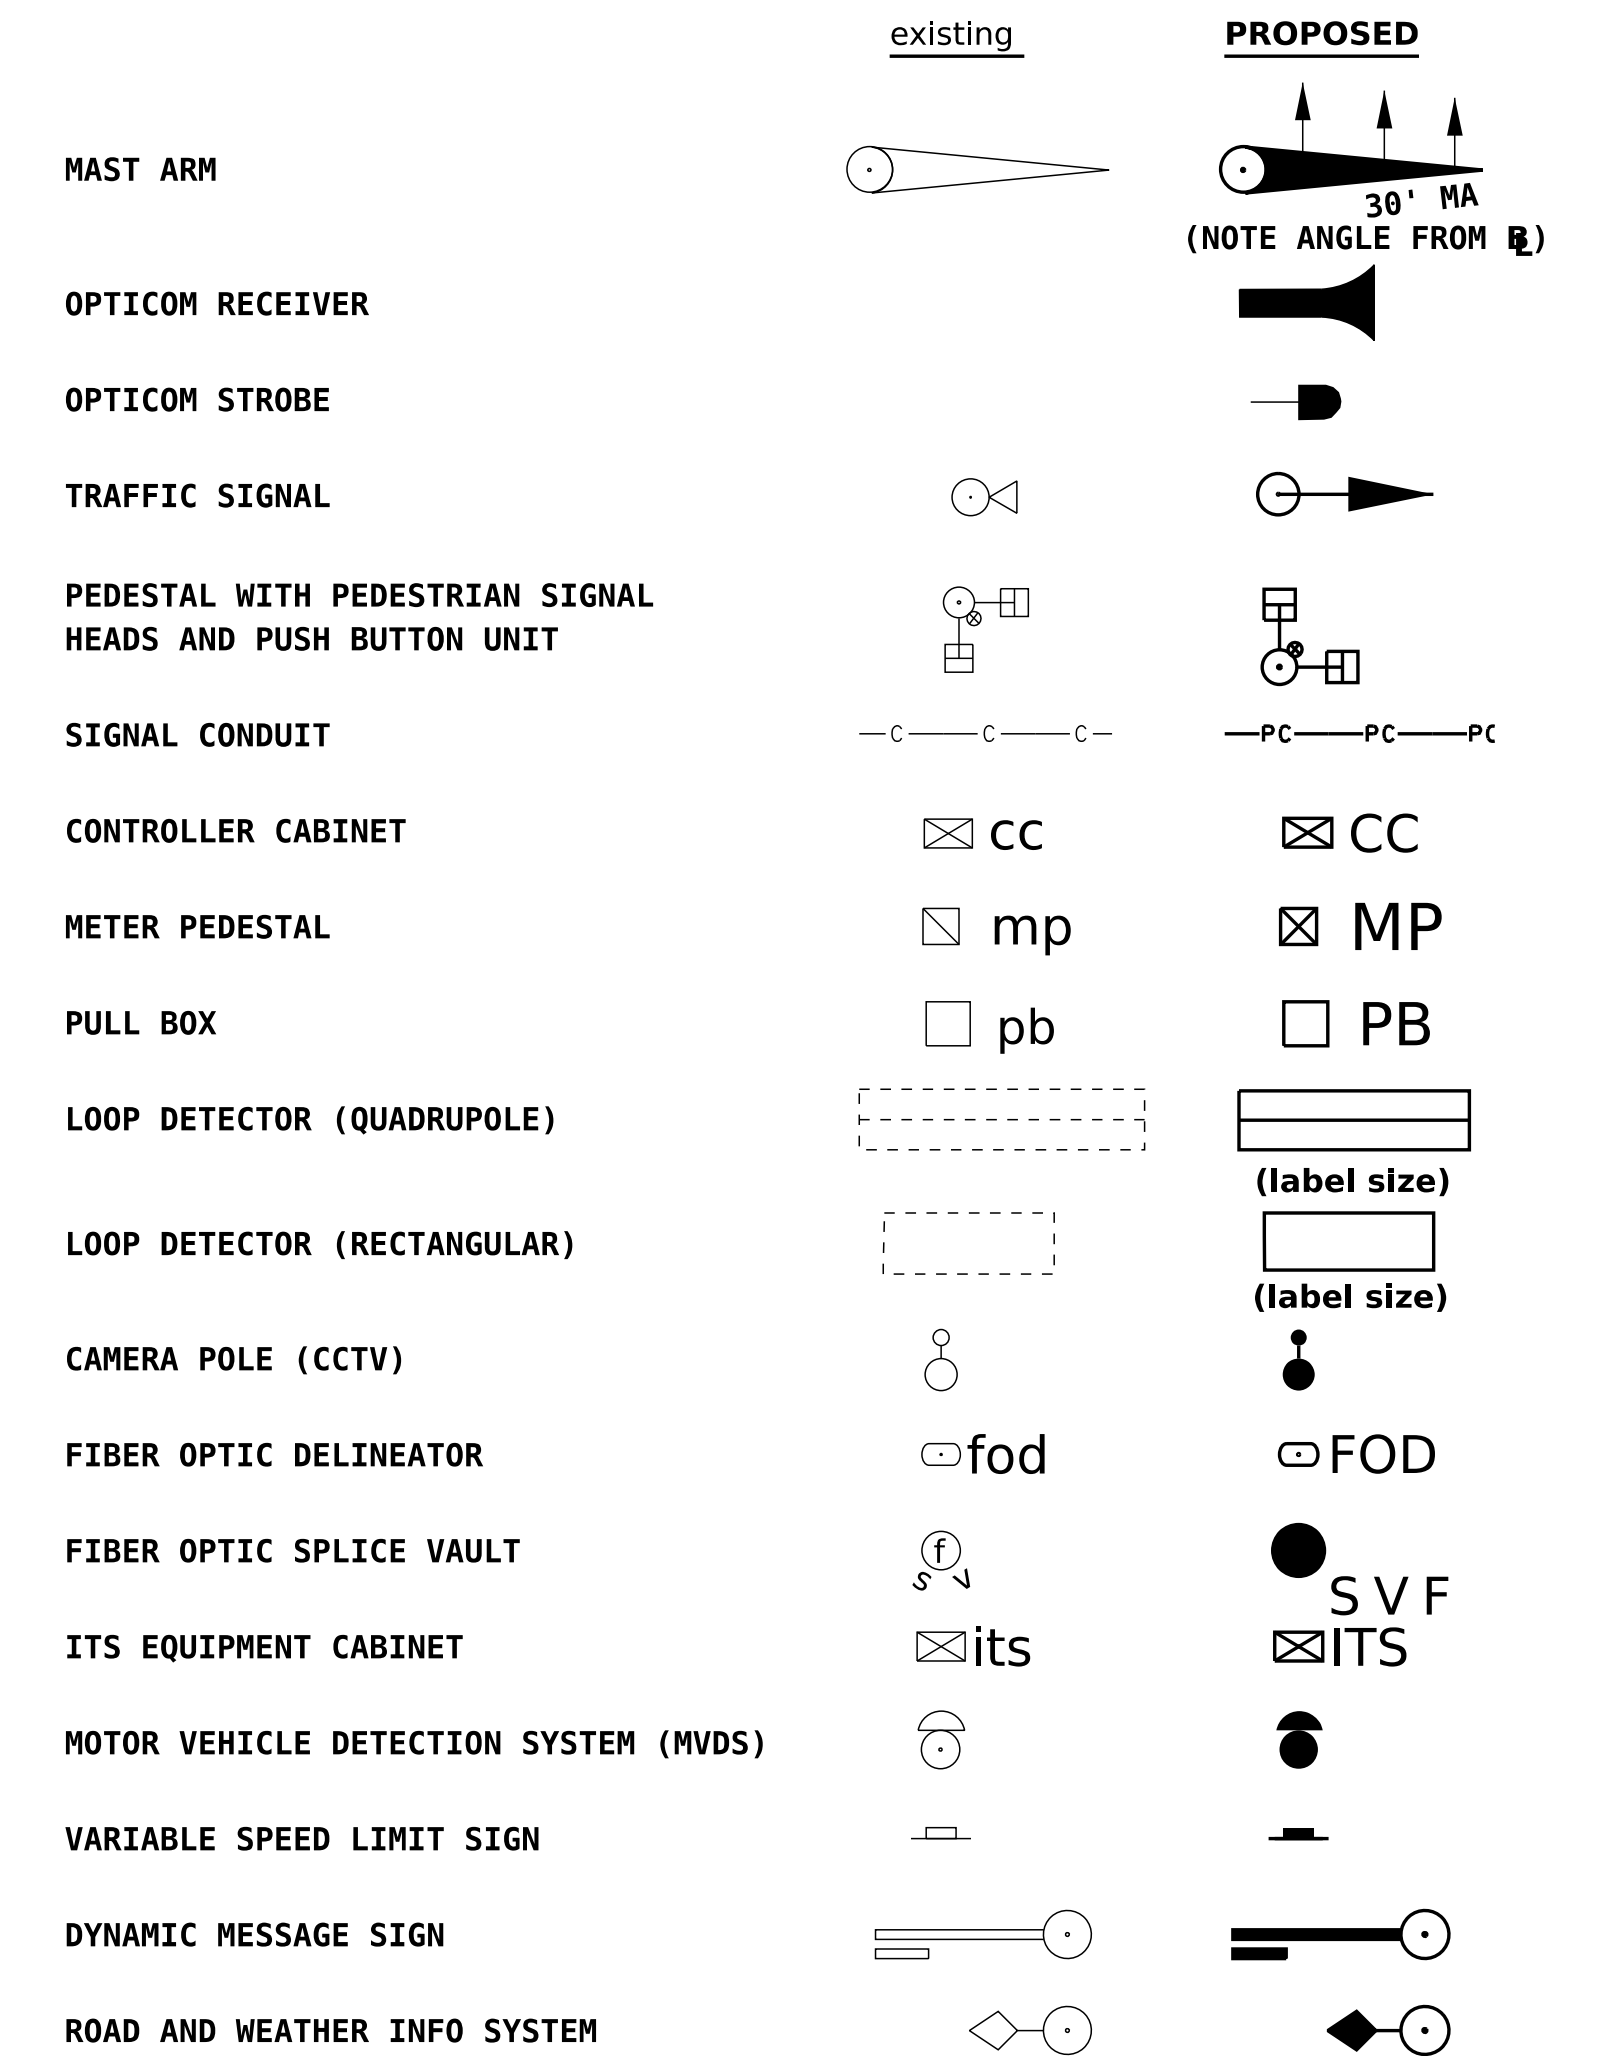 existing PROPOSED
MAST ARM
30' MA
(NOTE ANGLE FROM BL)
OPTICOM RECEIVER
OPTICOM STROBE
TRAFFIC SIGNAL
PEDESTAL WITH PEDESTRIAN SIGNAL
HEADS AND PUSH BUTTON UNIT
SIGNAL CONDUIT C C C PC PC PC
CONTROLLER CABINET cc CC
METER PEDESTAL mp MP
PULL BOX pb PB
LOOP DETECTOR (QUADRUPOLE)
(label size)
LOOP DETECTOR (RECTANGULAR)
(label size)
CAMERA POLE (CCTV)
FIBER OPTIC DELINEATOR fod FOD
FIBER OPTIC SPLICE VAULT f
s v S V F
ITS EQUIPMENT CABINET its ITS
MOTOR VEHICLE DETECTION SYSTEM (MVDS)
VARIABLE SPEED LIMIT SIGN
DYNAMIC MESSAGE SIGN
ROAD AND WEATHER INFO SYSTEM